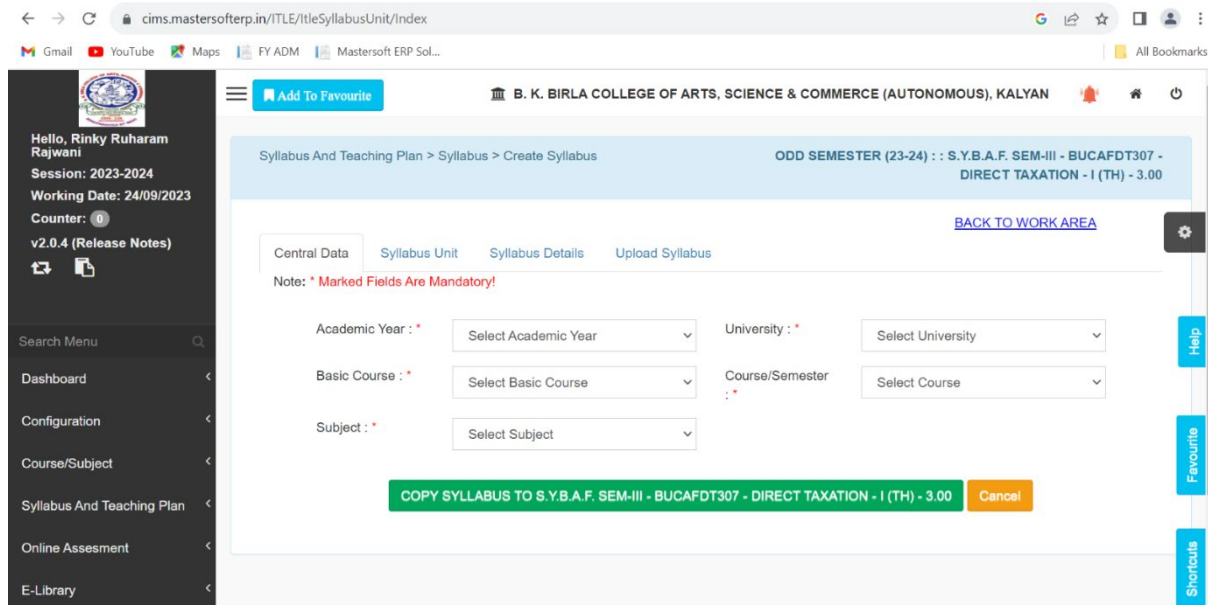 cims.mastersofterp.in/ITLE/ItleSyllabusUnit/Index
Gmail YouTube Maps FY ADM Mastersoft ERP Sol... All Bookmarks
Add To Favourite
B. K. BIRLA COLLEGE OF ARTS, SCIENCE & COMMERCE (AUTONOMOUS), KALYAN
Hello, Rinky Ruharam
Rajwani
Session: 2023-2024
Working Date: 24/09/2023
Counter: 0
v2.0.4 (Release Notes)
Search Menu
Dashboard
Configuration
Course/Subject
Syllabus And Teaching Plan
Online Assesment
E-Library
Syllabus And Teaching Plan > Syllabus > Create Syllabus
ODD SEMESTER (23-24) : : S.Y.B.A.F. SEM-III - BUCAFDT307 -
DIRECT TAXATION - I (TH) - 3.00
BACK TO WORK AREA
Central Data Syllabus Unit Syllabus Details Upload Syllabus
Note: * Marked Fields Are Mandatory!
Academic Year : * Select Academic Year University : * Select University
Basic Course : * Select Basic Course Course/Semester
: * Select Course
Subject : * Select Subject
COPY SYLLABUS TO S.Y.B.A.F. SEM-III - BUCAFDT307 - DIRECT TAXATION - I (TH) - 3.00 Cancel
Help
Favourite
Shortcuts